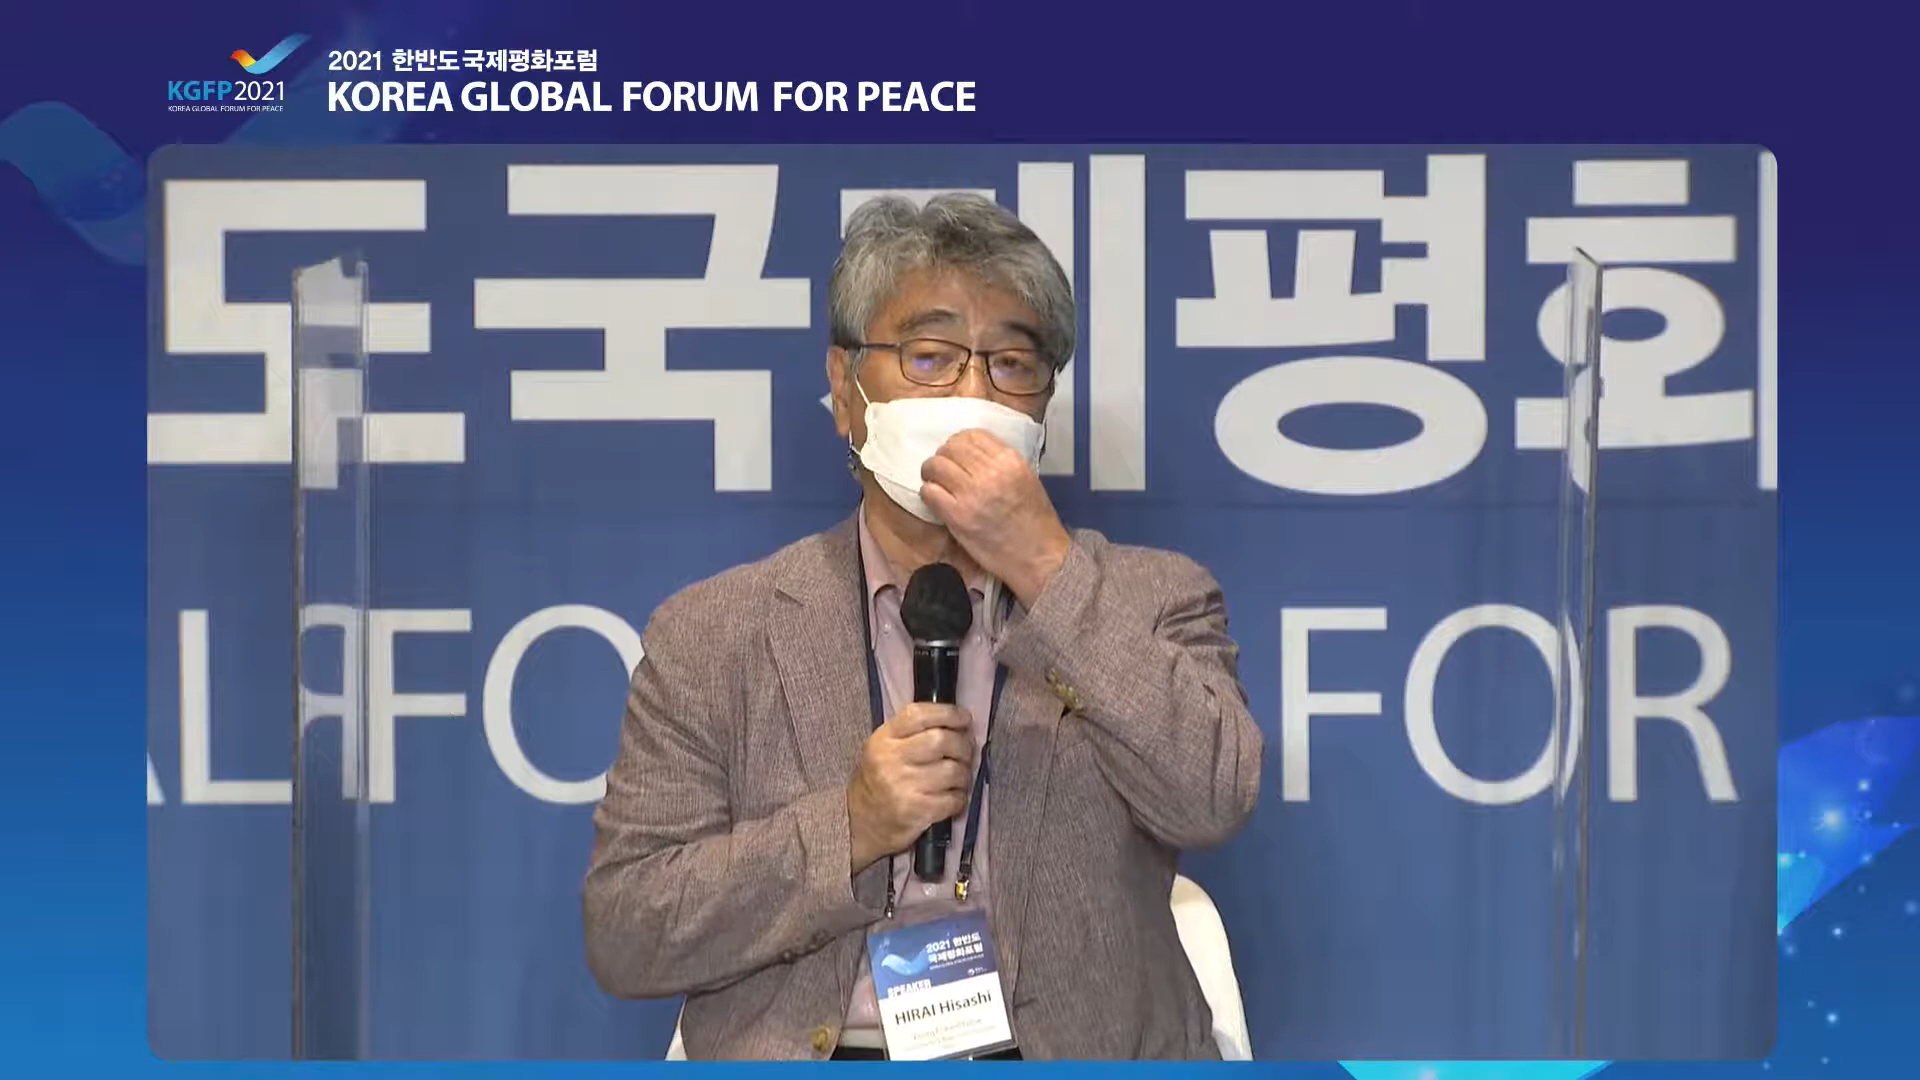 KGFP2021
KOREA GLOBAL FORUM FOR PEACE
2021 한반도국제평화포럼
KOREA GLOBAL FORUM FOR PEACE
도국제평화
AL FO FOR
2021 한반도
국제평화포럼
SPEAKER
HIRAI Hisashi